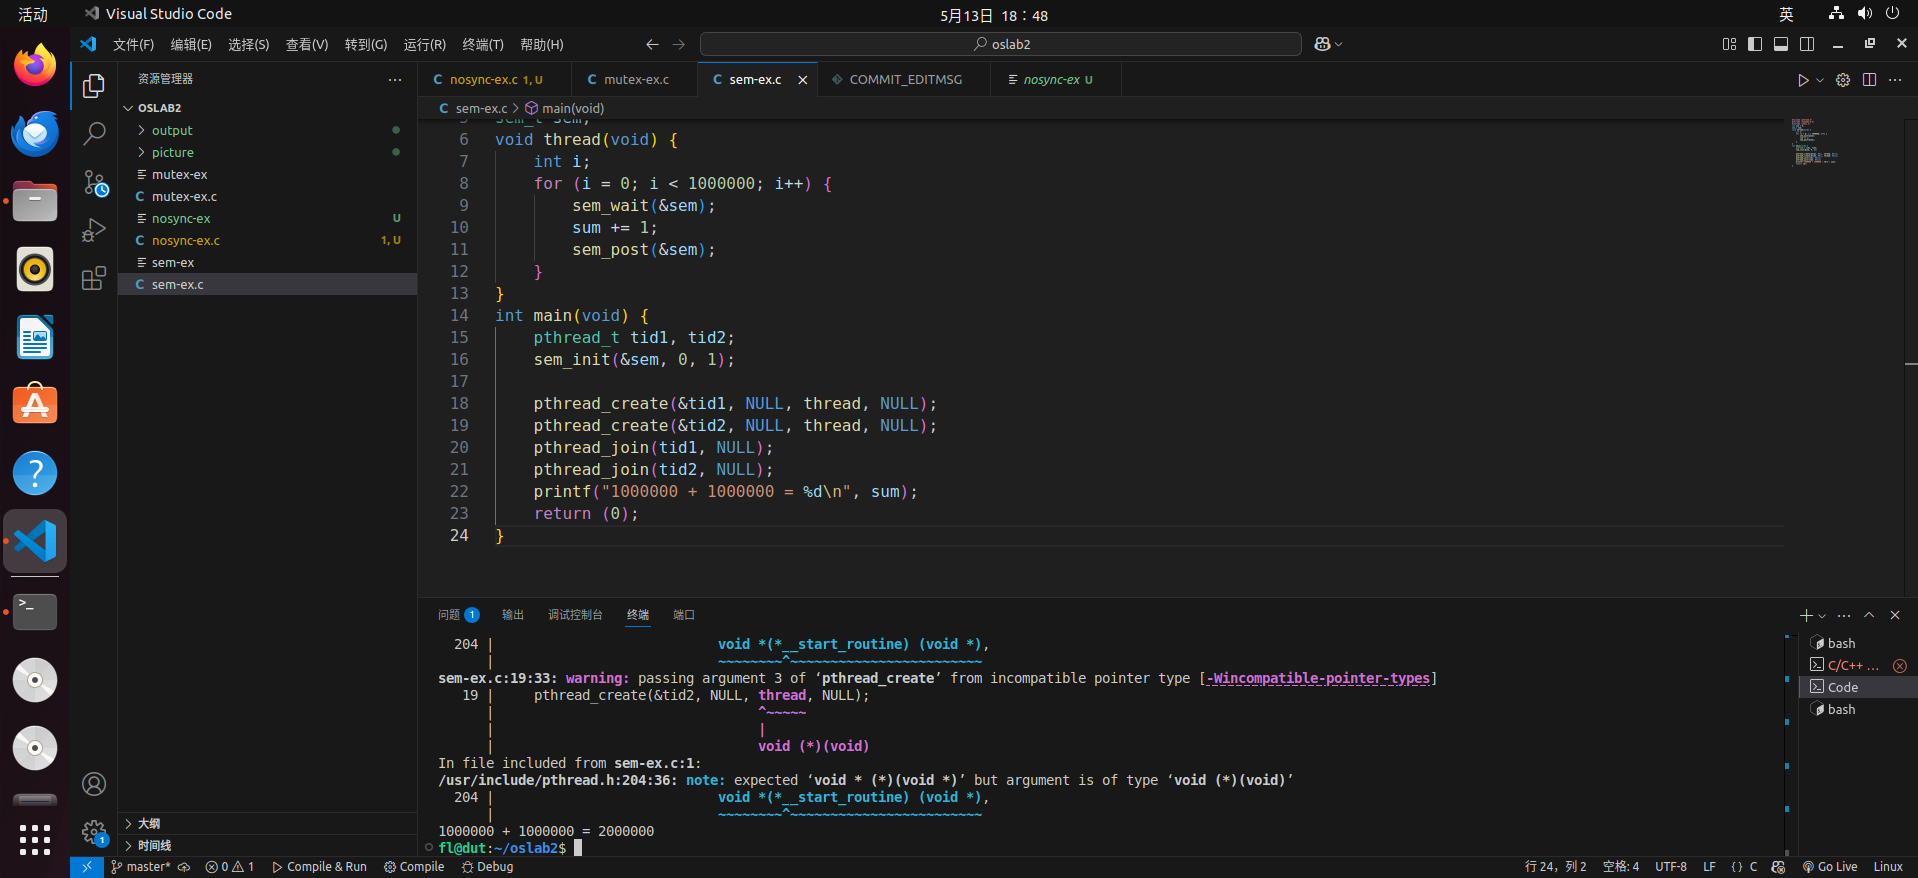 活动
Visual Studio Code
5月13日 18：48
英
文件(F)
编辑(E)
选择(S)
查看(V)
转到(G)
运行(R)
终端(T)
帮助(H)
oslab2
资源管理器
OSLAB2
output
picture
mutex-ex
C mutex-ex.c
nosync-ex U
C nosync-ex.c 1, U
sem-ex
C sem-ex.c
大纲
时间线
C nosync-ex.c 1, U
C mutex-ex.c
C sem-ex.c
COMMIT_EDITMSG
nosync-ex U
C sem-ex.c > main(void)
6 void thread(void) {
7 int i;
8 for (i = 0; i < 1000000; i++) {
9 sem_wait(&sem);
10 sum += 1;
11 sem_post(&sem);
12 }
13 }
14 int main(void) {
15 pthread_t tid1, tid2;
16 sem_init(&sem, 0, 1);
17
18 pthread_create(&tid1, NULL, thread, NULL);
19 pthread_create(&tid2, NULL, thread, NULL);
20 pthread_join(tid1, NULL);
21 pthread_join(tid2, NULL);
22 printf("1000000 + 1000000 = %d\n", sum);
23 return (0);
24 }
问题 1
输出
调试控制台
终端
端口
204 | void *(*__start_routine) (void *),
| ~~~~~~~~^~~~~~~~~~~~~~~~~~~~~~~~~
sem-ex.c:19:33: warning: passing argument 3 of ‘pthread_create’ from incompatible pointer type [-Wincompatible-pointer-types]
19 | pthread_create(&tid2, NULL, thread, NULL);
| ^~~~~~
| |
| void (*)(void)
In file included from sem-ex.c:1:
/usr/include/pthread.h:204:36: note: expected ‘void * (*)(void *)’ but argument is of type ‘void (*)(void)’
204 | void *(*__start_routine) (void *),
| ~~~~~~~~^~~~~~~~~~~~~~~~~~~~~~~~~
1000000 + 1000000 = 2000000
fl@dut:~/oslab2$
bash
C/C++ ...
Code
bash
1
master*
0 1
Compile & Run
Compile
Debug
行 24，列 2
空格: 4
UTF-8
LF
{ } C
Go Live
Linux